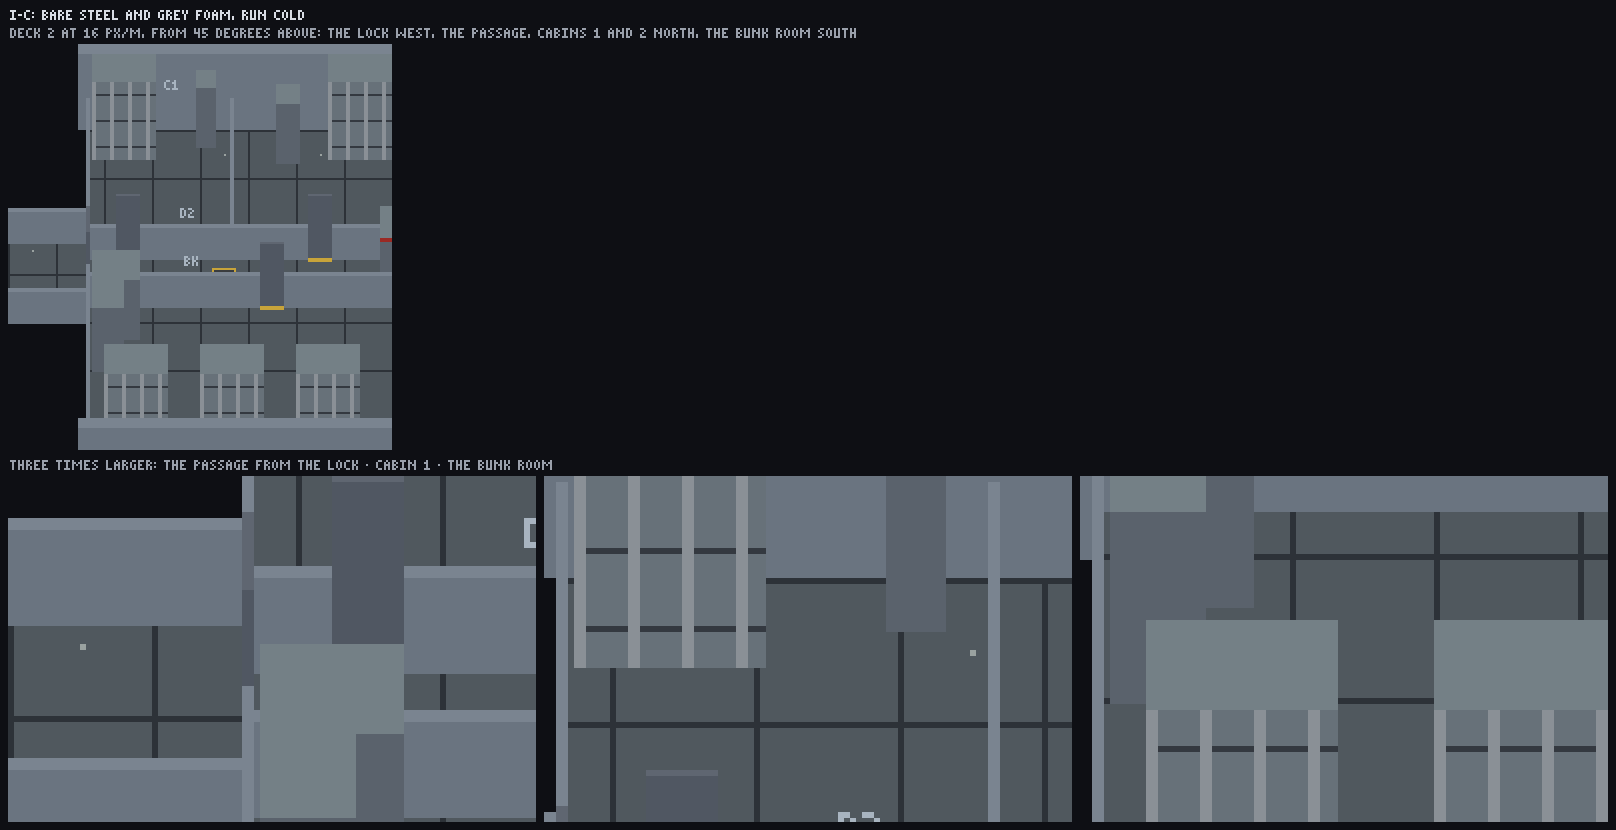 I-C: BARE STEEL AND GREY FOAM, RUN COLD
DECK 2 AT 16 PX/M, FROM 45 DEGREES ABOVE: THE LOCK WEST, THE PASSAGE, CABINS 1 AND 2 NORTH, THE BUNK ROOM SOUTH
C1
D2
BK
THREE TIMES LARGER: THE PASSAGE FROM THE LOCK · CABIN 1 · THE BUNK ROOM